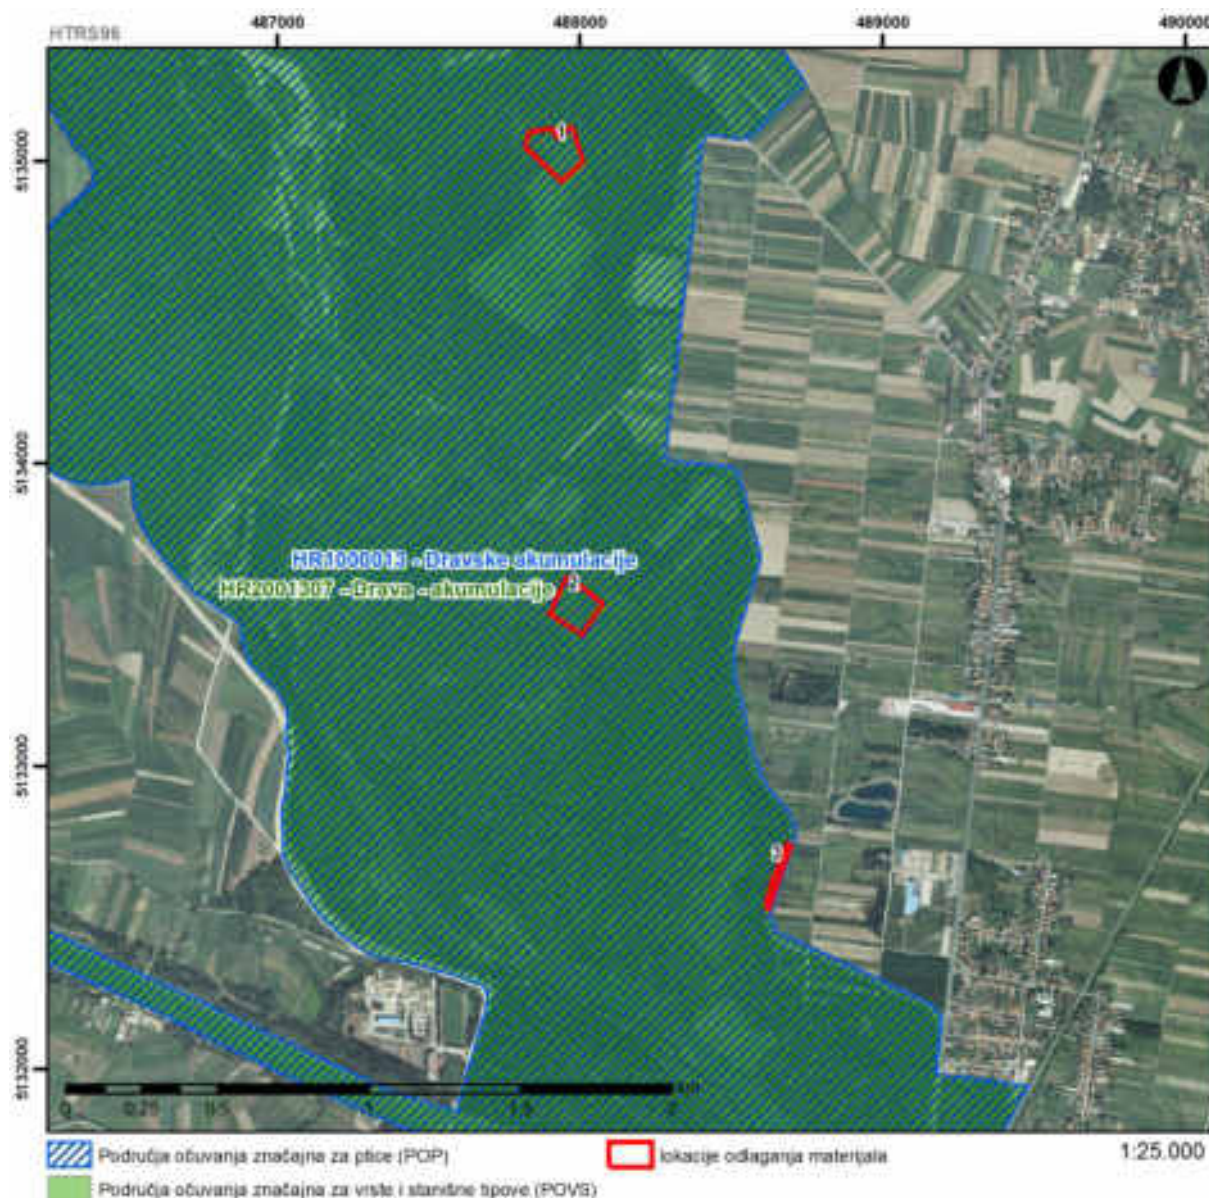 HTRS96
487000
488000
489000
490000
5135000
5134000
5133000
5132000
1
HR1000013 - Dravske akumulacije
HR2001307 - Drava - akumulacije
2
3
0 0.25 0.5 1 1.5 2 km
Područja očuvanja značajna za ptice (POP)
lokacije odlaganja materijala
1:25.000
Područja očuvanja značajna za vrste i stanišne tipove (POVS)